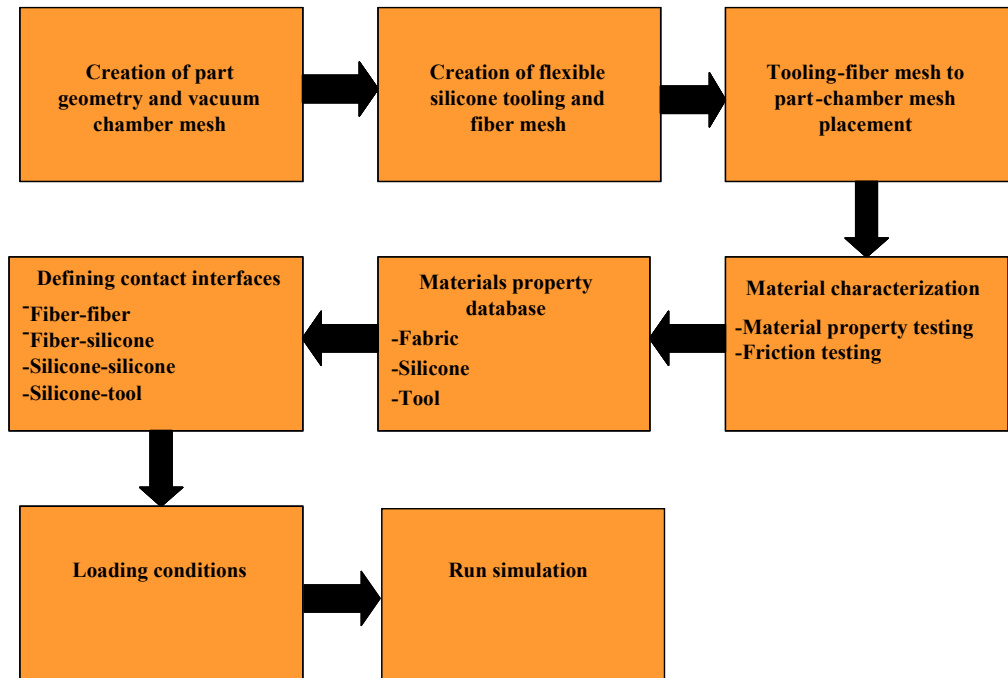 Creation of part
geometry and vacuum
chamber mesh
Creation of flexible
silicone tooling and
fiber mesh
Tooling-fiber mesh to
part-chamber mesh
placement
Defining contact interfaces
-Fiber-fiber
-Fiber-silicone
-Silicone-silicone
-Silicone-tool
Materials property
database
-Fabric
-Silicone
-Tool
Material characterization
-Material property testing
-Friction testing
Loading conditions
Run simulation